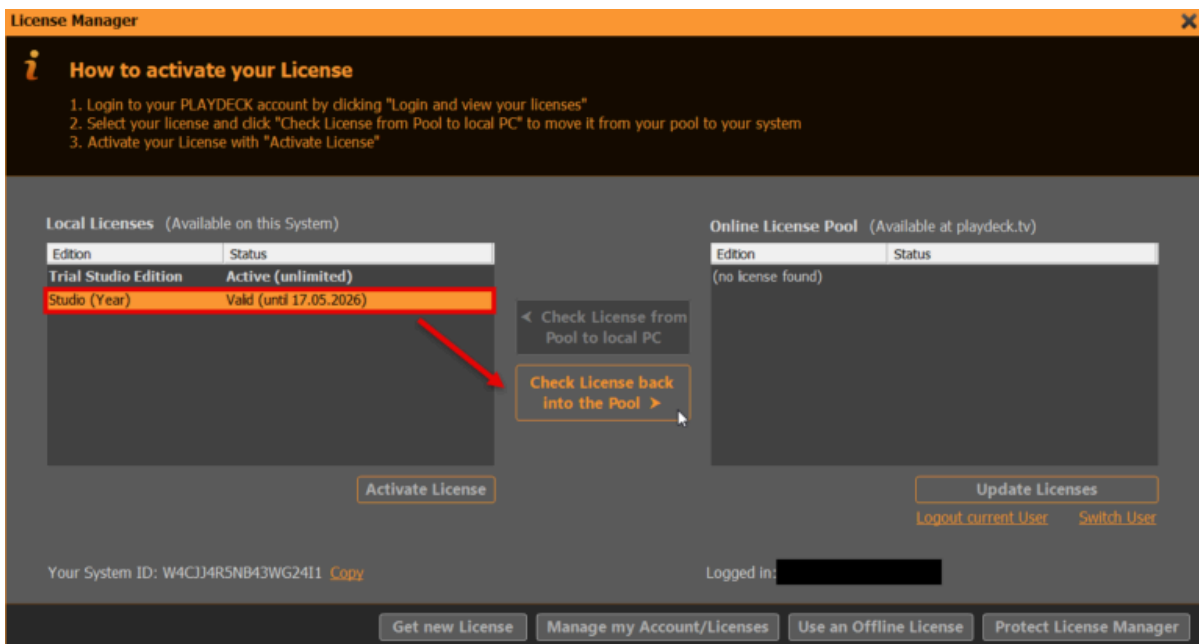 License Manager
How to activate your License
1. Login to your PLAYDECK account by clicking "Login and view your licenses"
2. Select your license and click "Check License from Pool to local PC" to move it from your pool to your system
3. Activate your License with "Activate License"
Local Licenses (Available on this System)
Edition Status
Trial Studio Edition Active (unlimited)
Studio (Year) Valid (until 17.05.2026)
Activate License
< Check License from
Pool to local PC
Check License back
into the Pool >
Online License Pool (Available at playdeck.tv)
Edition Status
(no license found)
Update Licenses
Logout current User Switch User
Your System ID: W4CJJ4R5NB43WG24I1 Copy
Logged in:
Get new License Manage my Account/Licenses Use an Offline License Protect License Manager